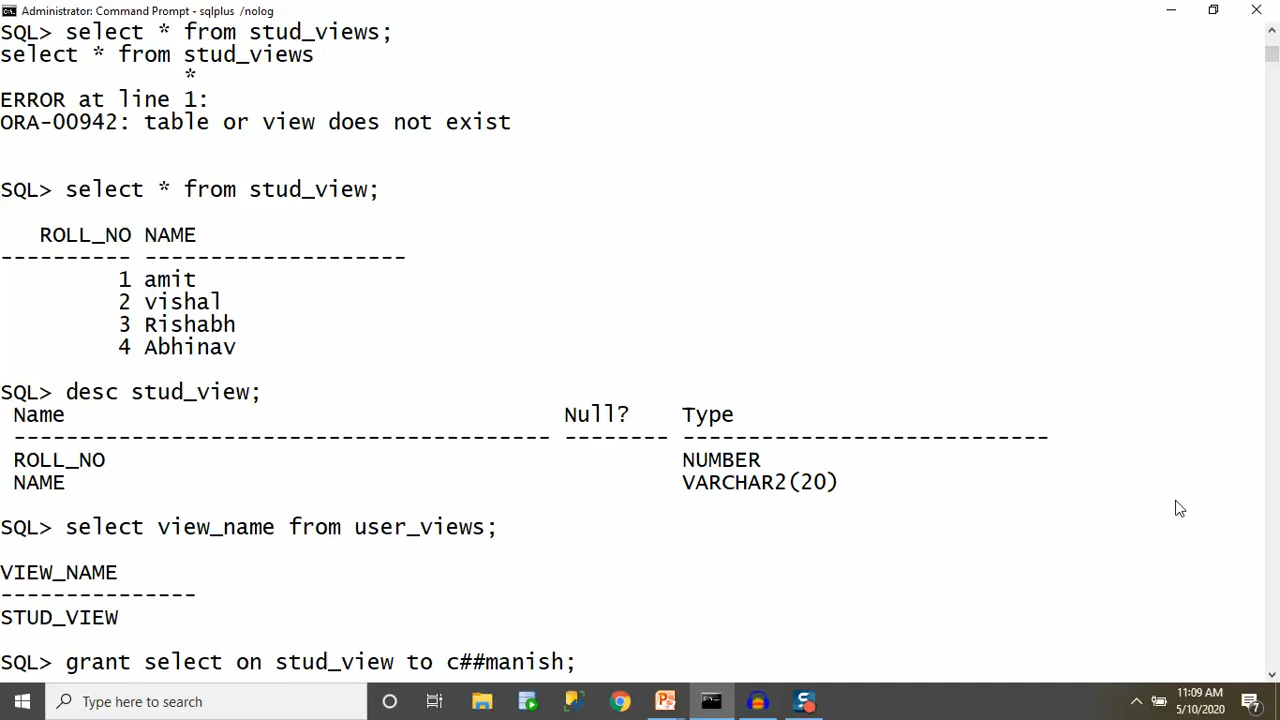 Administrator: Command Prompt - sqlplus /nolog
SQL> select * from stud_views;
select * from stud_views
*
ERROR at line 1:
ORA-00942: table or view does not exist
SQL> select * from stud_view;
ROLL_NO NAME
---------- --------------------
1 amit
2 vishal
3 Rishabh
4 Abhinav
SQL> desc stud_view;
Name Null? Type
----------------------------------------- -------- ----------------------------
ROLL_NO NUMBER
NAME VARCHAR2(20)
SQL> select view_name from user_views;
VIEW_NAME
---------------
STUD_VIEW
SQL> grant select on stud_view to c##manish;
Type here to search
11:09 AM
5/10/2020
7